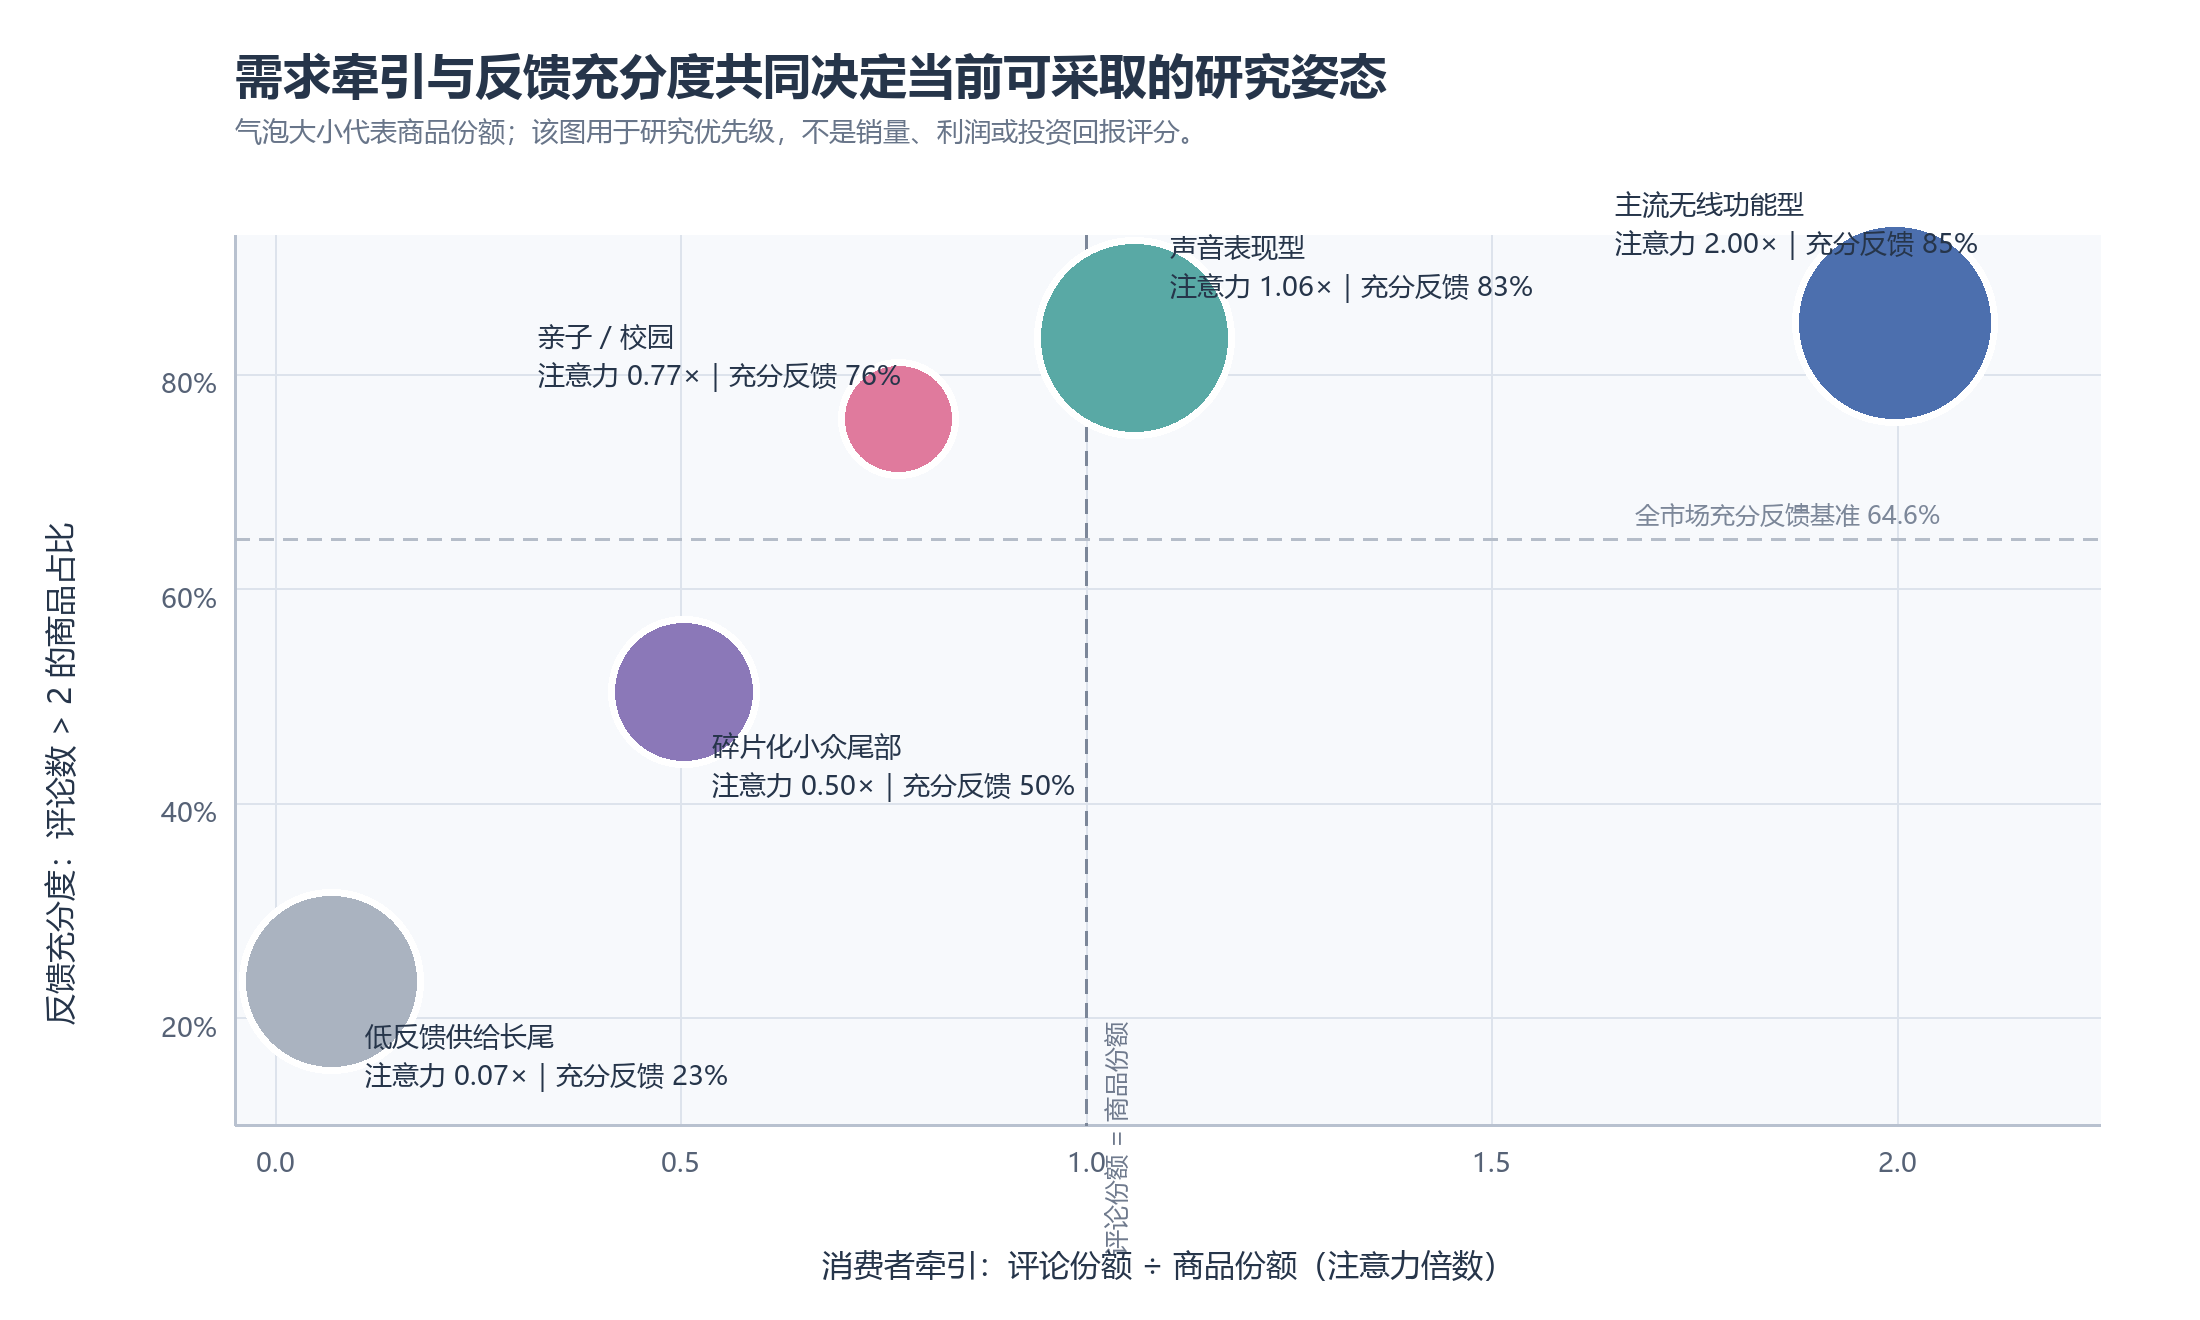 需求牵引与反馈充分度共同决定当前可采取的研究姿态
气泡大小代表商品份额；该图用于研究优先级，不是销量、利润或投资回报评分。
主流无线功能型
注意力 2.00× | 充分反馈 85%
声音表现型
注意力 1.06× | 充分反馈 83%
亲子 / 校园
注意力 0.77× | 充分反馈 76%
80%
全市场充分反馈基准 64.6%
60%
碎片化小众尾部
注意力 0.50× | 充分反馈 50%
40%
反馈充分度：评论数 > 2 的商品占比
20%
低反馈供给长尾
注意力 0.07× | 充分反馈 23%
评论份额 = 商品份额
0.0
0.5
1.0
1.5
2.0
消费者牵引：评论份额 ÷ 商品份额（注意力倍数）